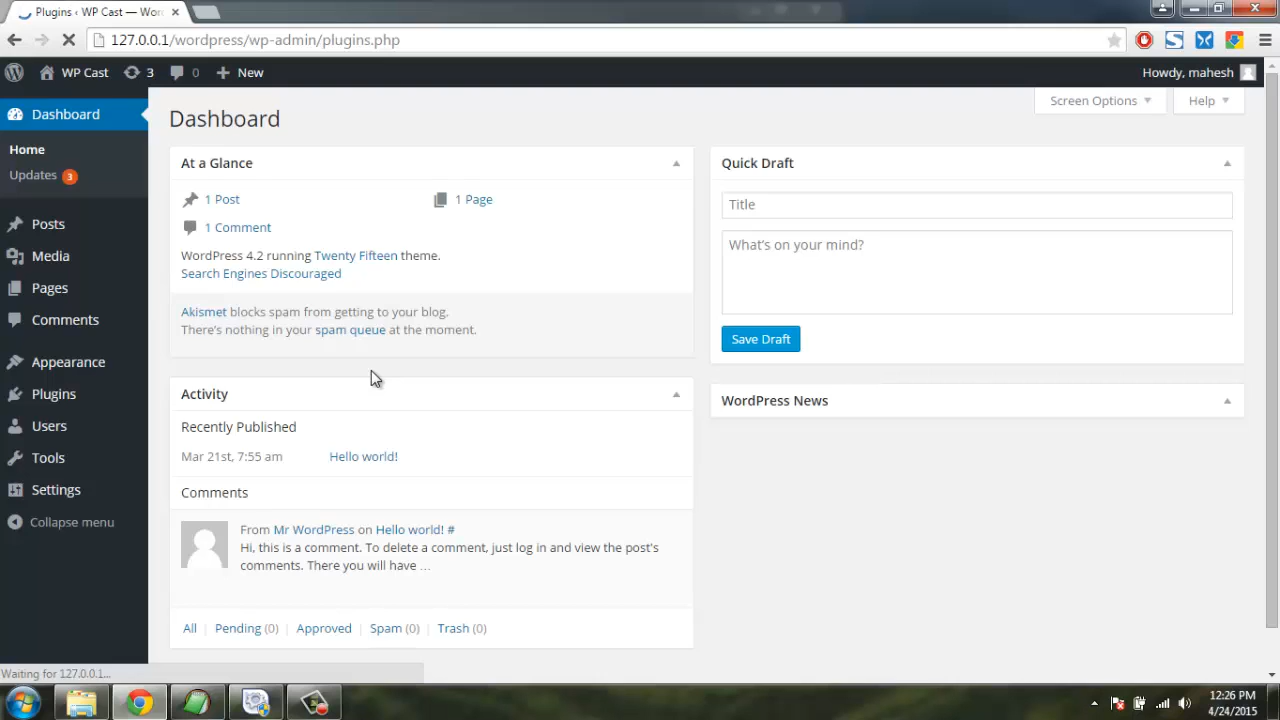 Plugins ‹ WP Cast — Wor
127.0.0.1/wordpress/wp-admin/plugins.php
WP Cast 3 0 New Howdy, mahesh
Screen Options Help
Dashboard
Home
Updates 3
Posts
Media
Pages
Comments
Appearance
Plugins
Users
Tools
Settings
Collapse menu
Dashboard
At a Glance
1 Post 1 Page
1 Comment
WordPress 4.2 running Twenty Fifteen theme.
Search Engines Discouraged
Akismet blocks spam from getting to your blog.
There's nothing in your spam queue at the moment.
Activity
Recently Published
Mar 21st, 7:55 am Hello world!
Comments
From Mr WordPress on Hello world! #
Hi, this is a comment. To delete a comment, just log in and view the post's
comments. There you will have …
All | Pending (0) | Approved | Spam (0) | Trash (0)
Quick Draft
Title
What's on your mind?
Save Draft
WordPress News
Waiting for 127.0.0.1...
12:26 PM
4/24/2015